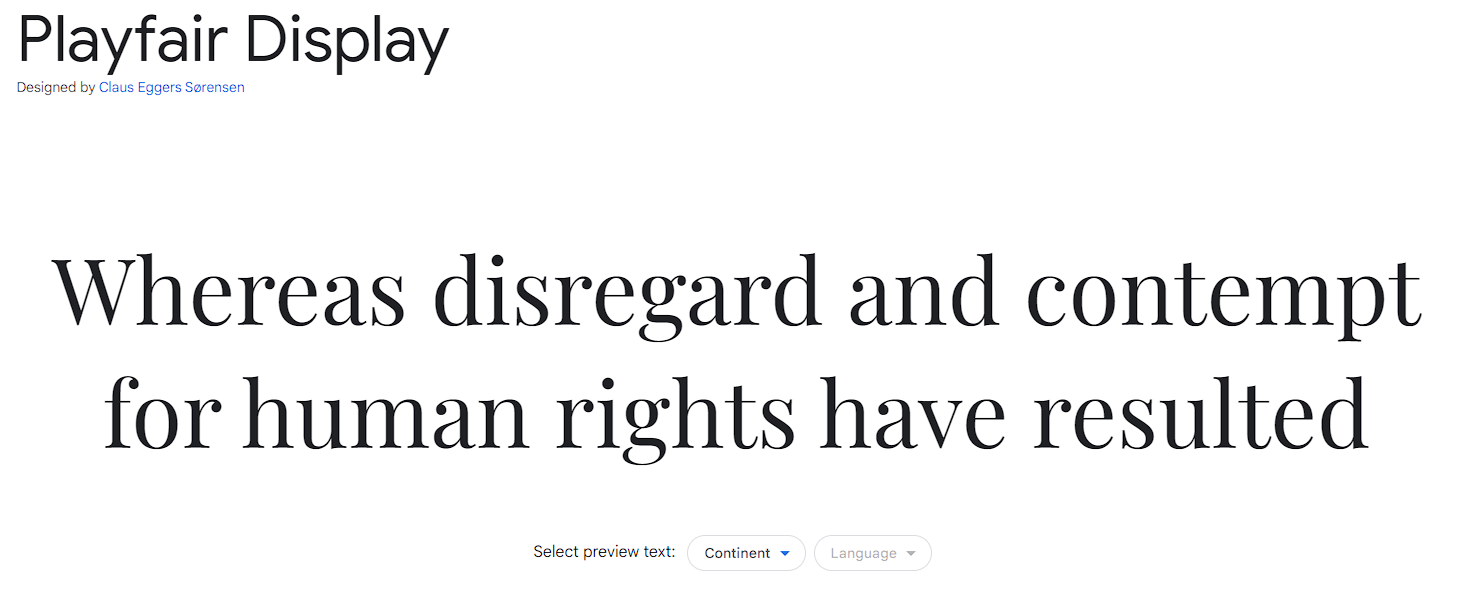 Playfair Display
Designed by Claus Eggers Sørensen
Whereas disregard and contempt
for human rights have resulted
Select preview text: Continent Language